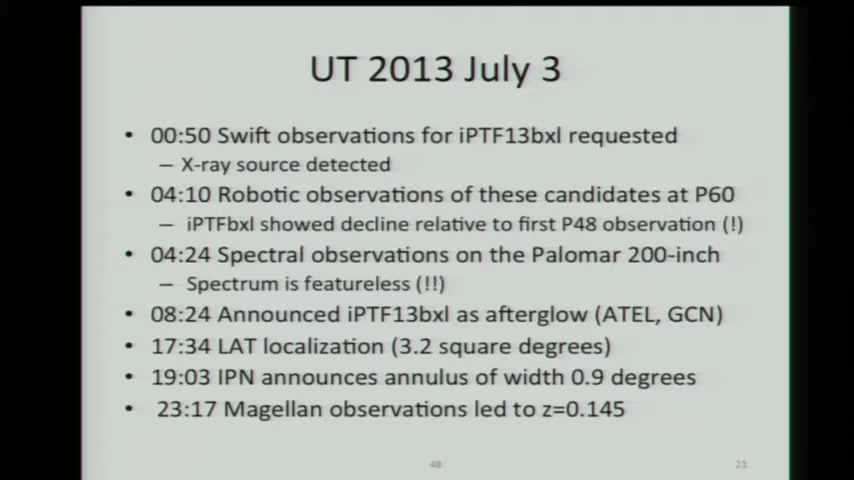 UT 2013 July 3
• 00:50 Swift observations for iPTF13bxl requested
– X-ray source detected
• 04:10 Robotic observations of these candidates at P60
– iPTFbxl showed decline relative to first P48 observation (!)
• 04:24 Spectral observations on the Palomar 200-inch
– Spectrum is featureless (!!)
• 08:24 Announced iPTF13bxl as afterglow (ATEL, GCN)
• 17:34 LAT localization (3.2 square degrees)
• 19:03 IPN announces annulus of width 0.9 degrees
• 23:17 Magellan observations led to z=0.145
48 21